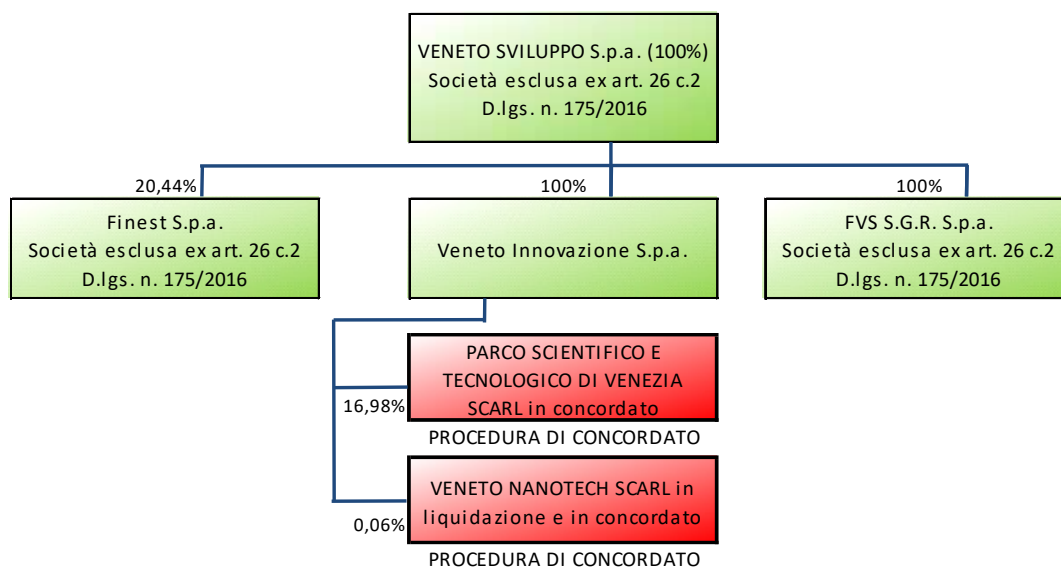 VENETO SVILUPPO S.p.a. (100%)
Società esclusa ex art. 26 c.2
D.lgs. n. 175/2016
20,44%
100%
100%
Finest S.p.a.
Società esclusa ex art. 26 c.2
D.lgs. n. 175/2016
Veneto Innovazione S.p.a.
FVS S.G.R. S.p.a.
Società esclusa ex art. 26 c.2
D.lgs. n. 175/2016
PARCO SCIENTIFICO E
TECNOLOGICO DI VENEZIA
SCARL in concordato
16,98%
PROCEDURA DI CONCORDATO
VENETO NANOTECH SCARL in
liquidazione e in concordato
0,06%
PROCEDURA DI CONCORDATO